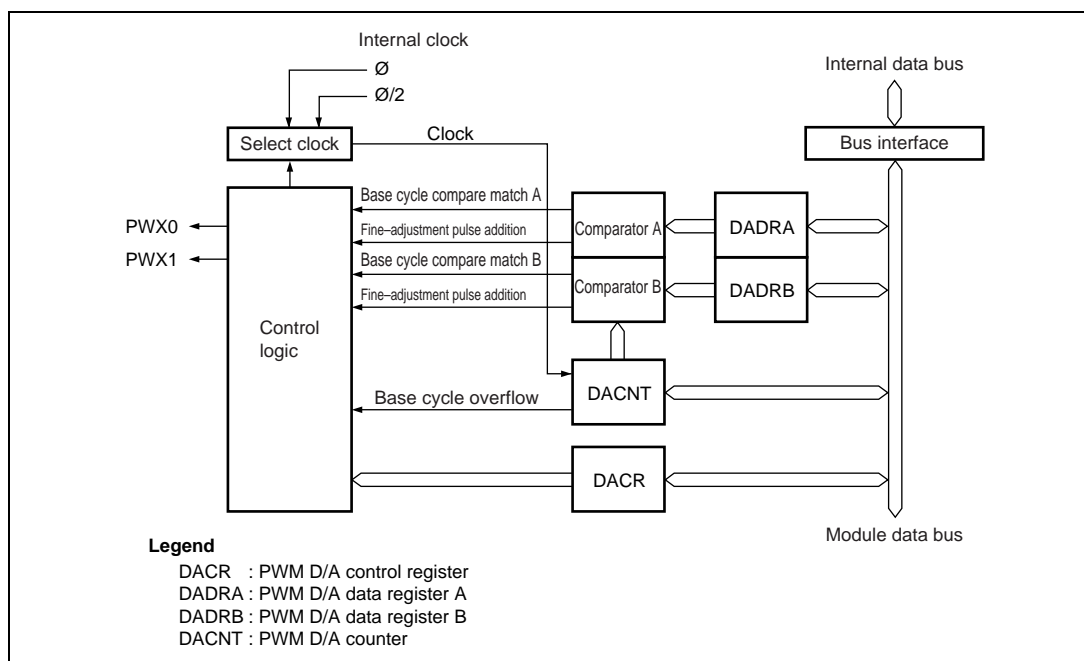 Internal clock
Ø
Ø/2
Internal data bus
Select clock
Clock
Bus interface
PWX0
PWX1
Control
logic
Base cycle compare match A
Fine–adjustment pulse addition
Base cycle compare match B
Fine–adjustment pulse addition
Comparator A
Comparator B
DADRA
DADRB
DACNT
Base cycle overflow
DACR
Module data bus
Legend
DACR : PWM D/A control register
DADRA : PWM D/A data register A
DADRB : PWM D/A data register B
DACNT : PWM D/A counter